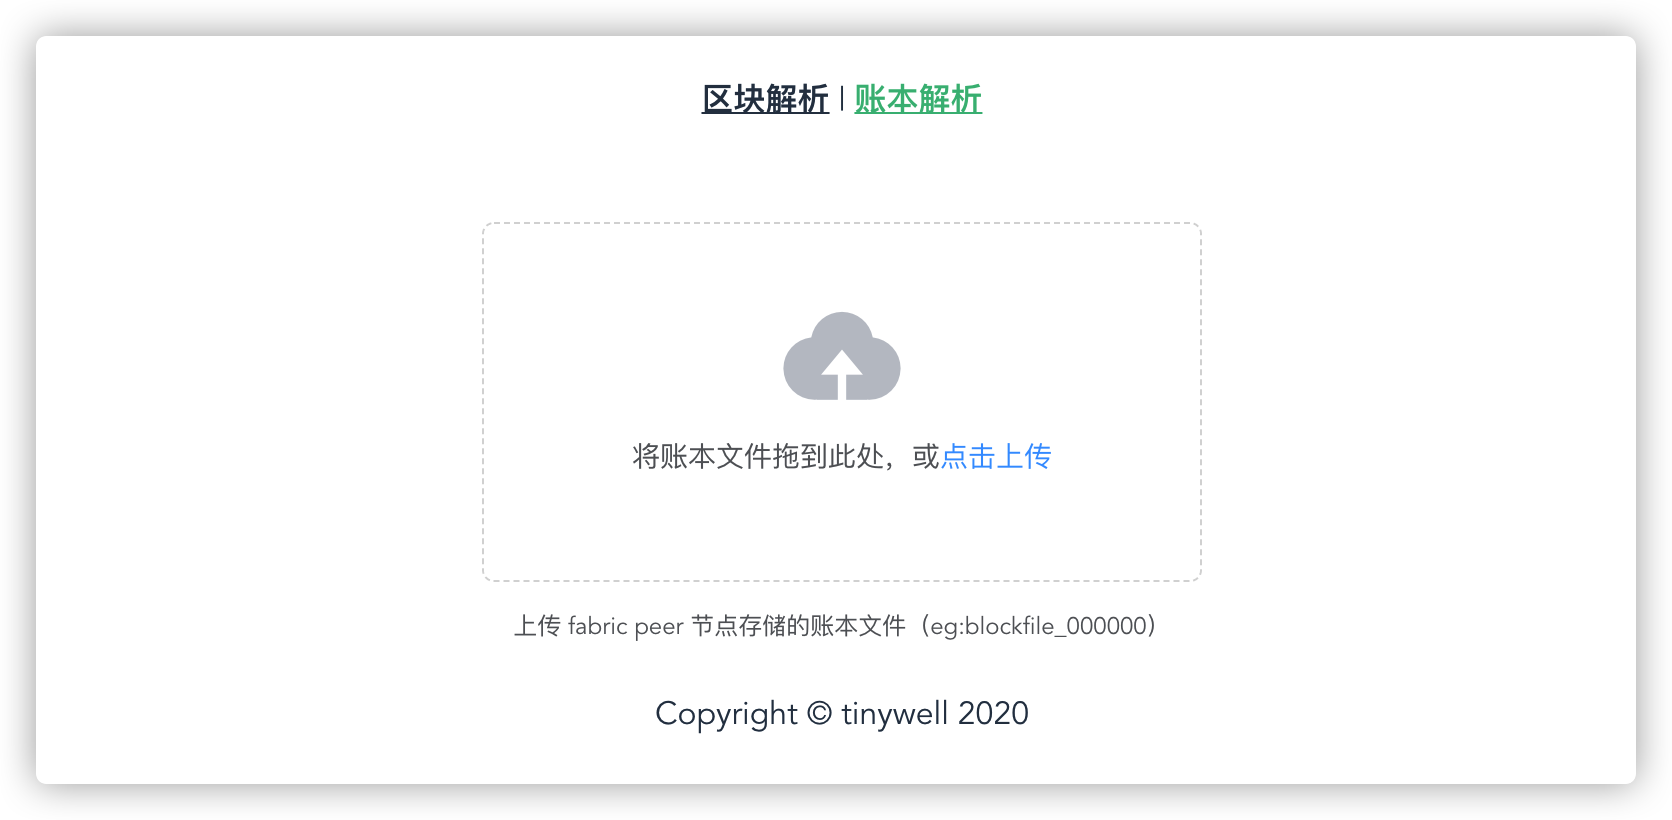 区块解析 | 账本解析
将账本文件拖到此处，或点击上传
上传 fabric peer 节点存储的账本文件（eg:blockfile_000000）
Copyright © tinywell 2020